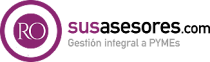 RO
susasesores.com
Gestión integral a PYMEs